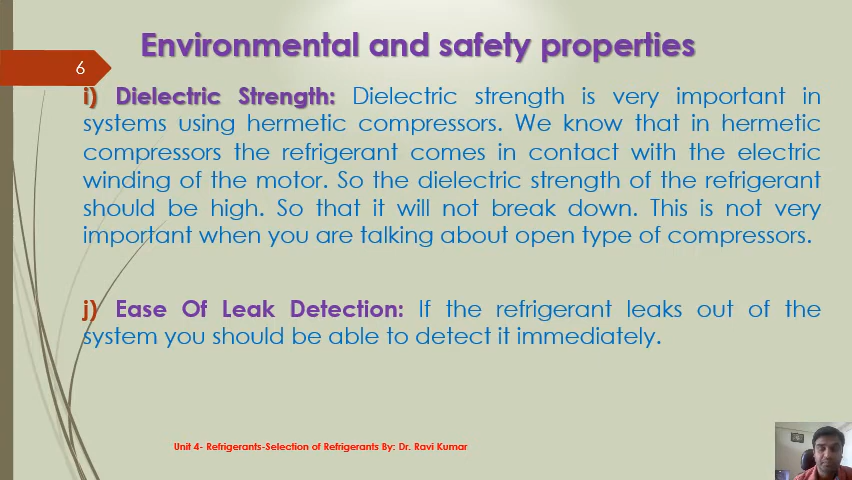 Environmental and safety properties
6
i) Dielectric Strength: Dielectric strength is very important in
systems using hermetic compressors. We know that in hermetic
compressors the refrigerant comes in contact with the electric
winding of the motor. So the dielectric strength of the refrigerant
should be high. So that it will not break down. This is not very
important when you are talking about open type of compressors.
j) Ease Of Leak Detection: If the refrigerant leaks out of the
system you should be able to detect it immediately.
Unit 4- Refrigerants-Selection of Refrigerants By: Dr. Ravi Kumar